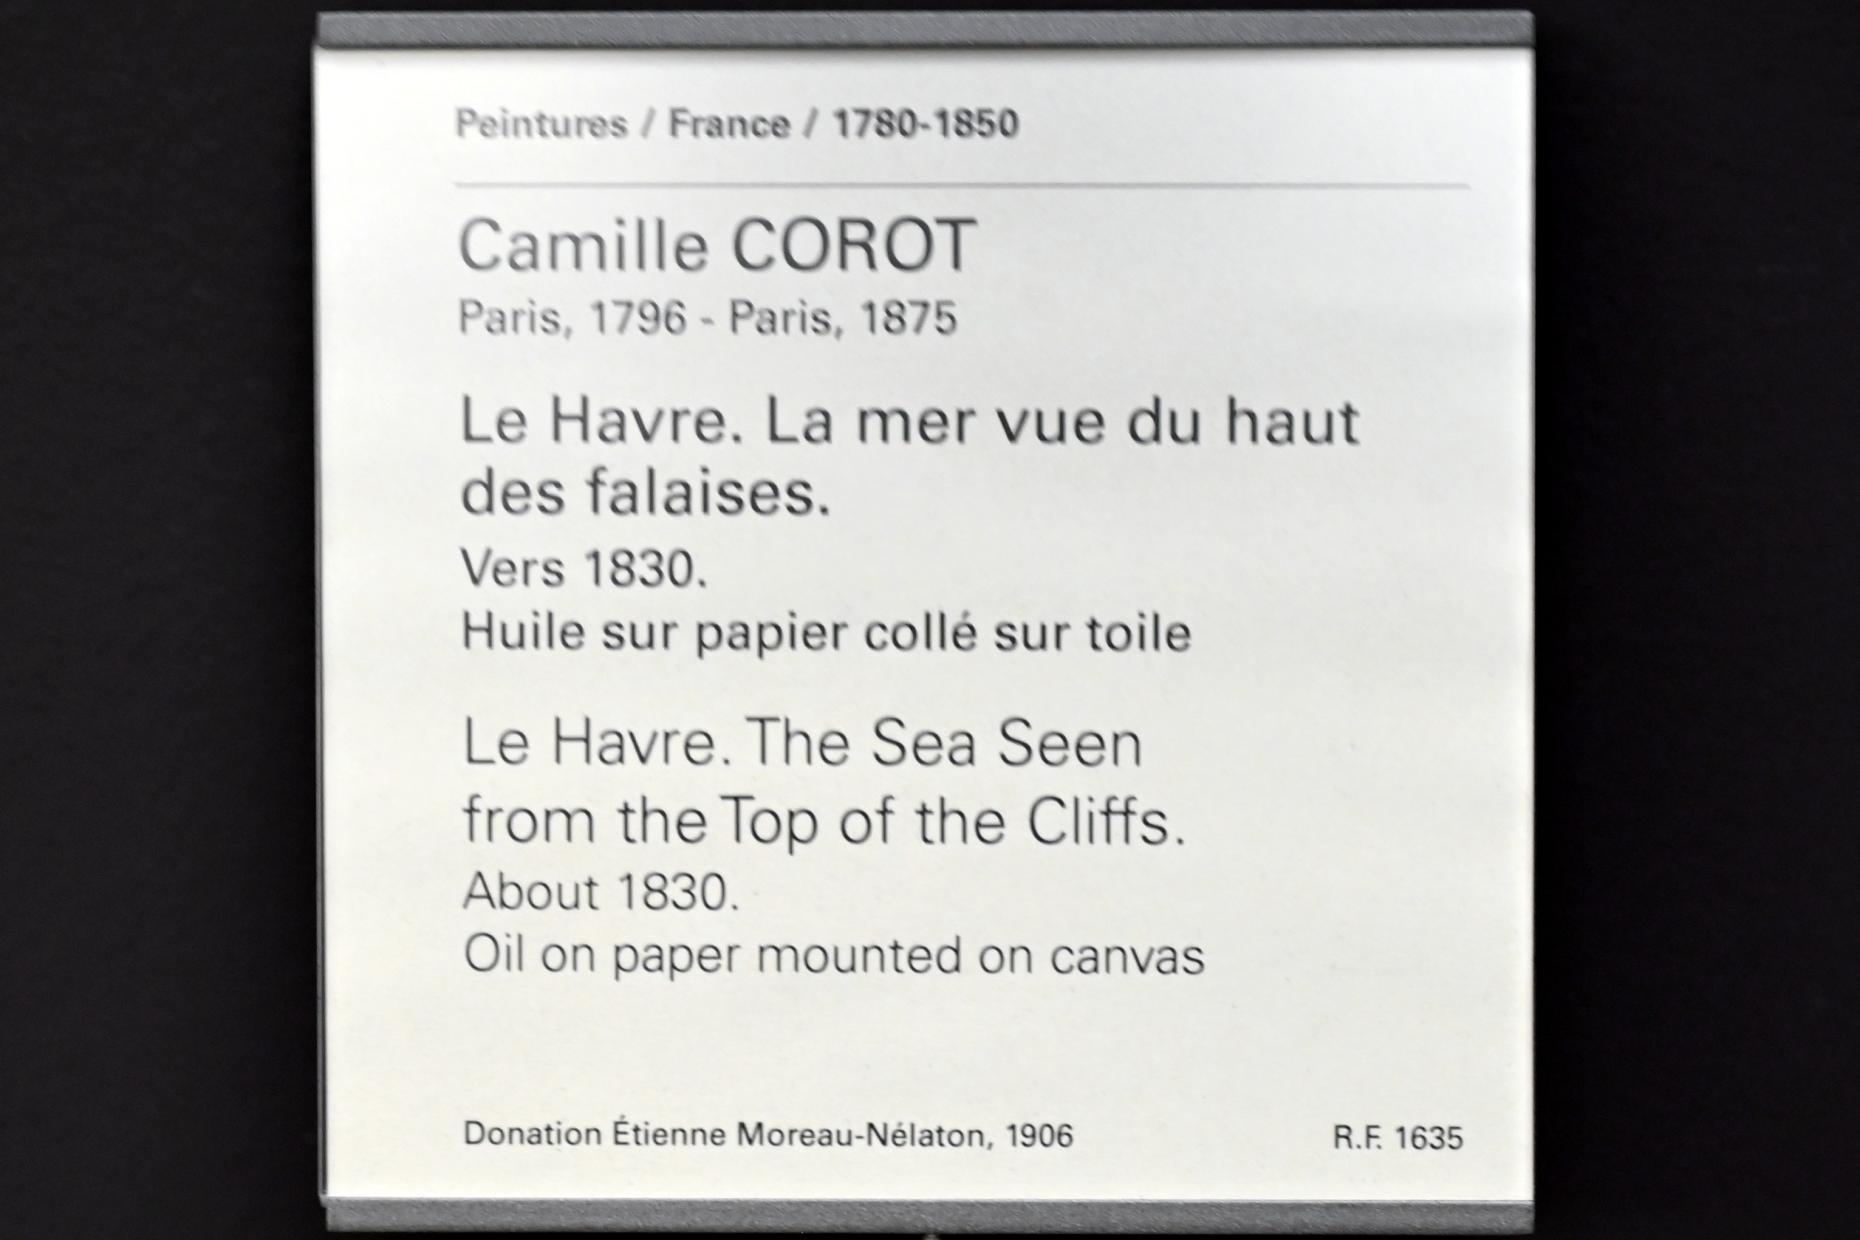 Peintures / France / 1780-1850
Camille COROT
Paris, 1796 - Paris, 1875
Le Havre. La mer vue du haut
des falaises.
Vers 1830.
Huile sur papier collé sur toile
Le Havre. The Sea Seen
from the Top of the Cliffs.
About 1830.
Oil on paper mounted on canvas
Donation Étienne Moreau-Nélaton, 1906 R.F. 1635